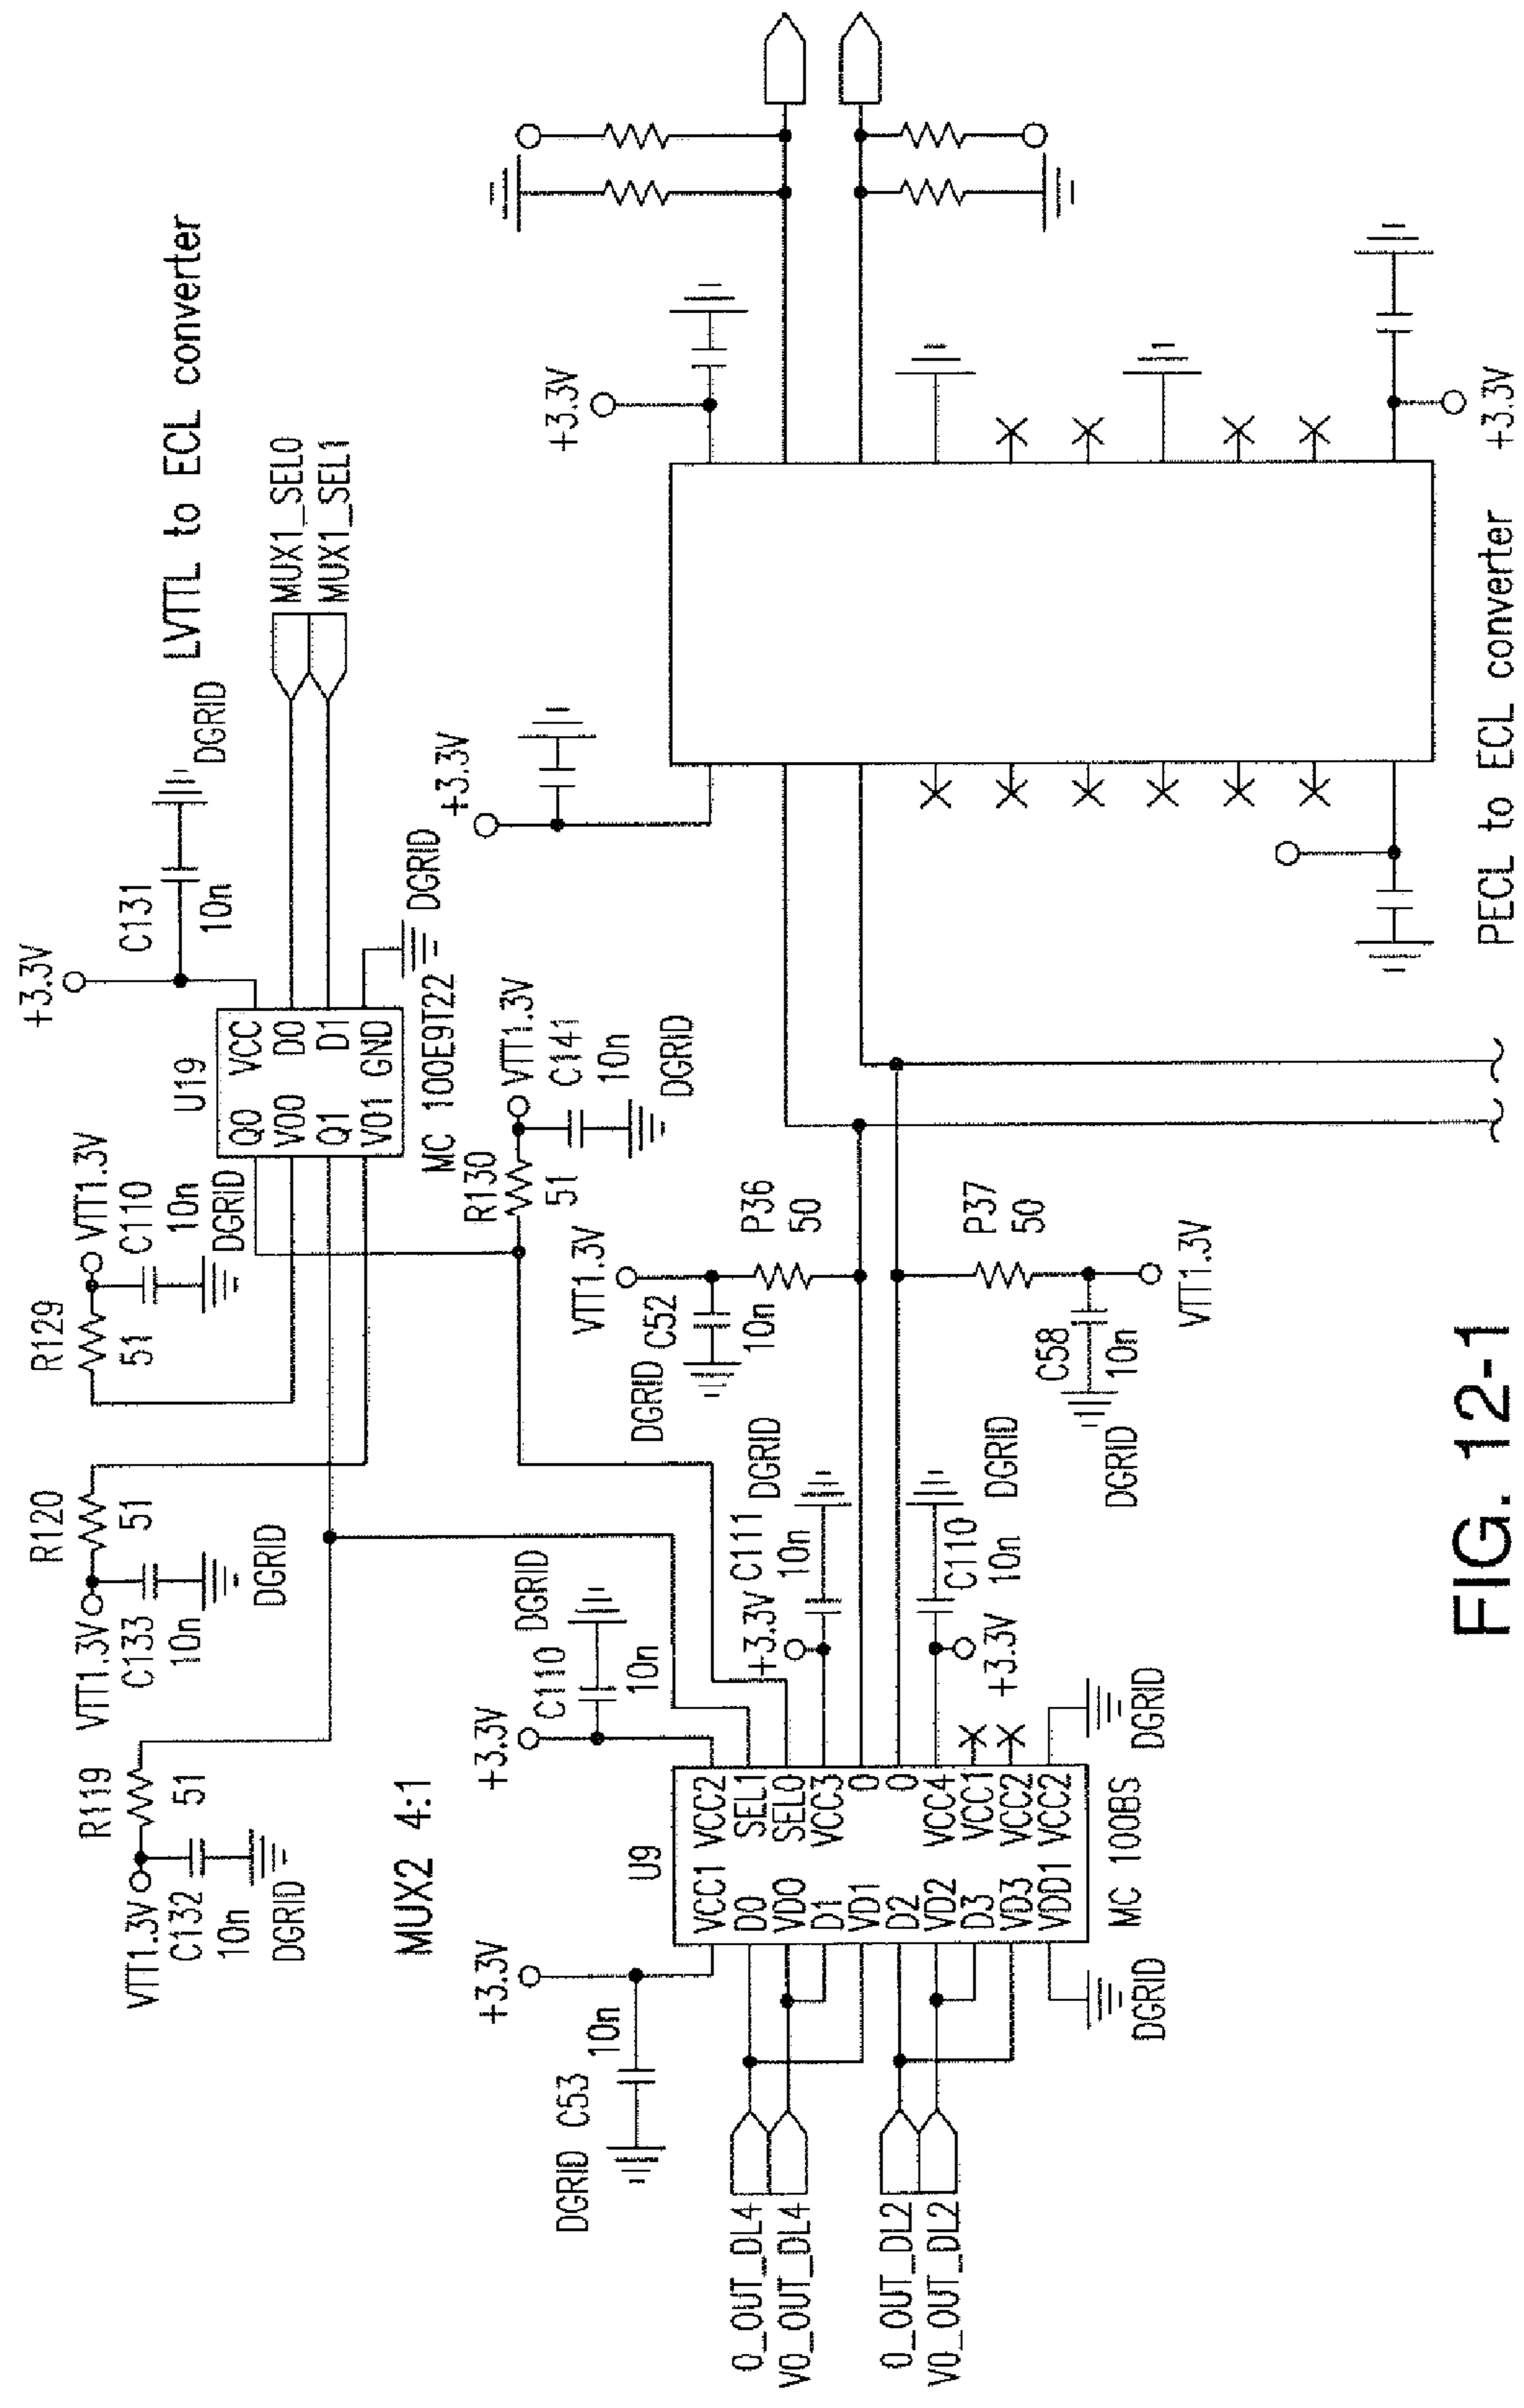 +3.3V
C131
10n
DGRID
LVTTL to ECL converter
MUX1_SEL0
MUX1_SEL1
U19
Q0 VCC
VO0 D0
Q1 D1
VO1 GND
MC 100E9T22
DGRID
R129
51
VTT1.3V
C110
10n
DGRID
R120
51
VTT1.3V
C133
10n
DGRID
R119
51
VTT1.3V
C132
10n
DGRID
R130
51
VTT1.3V
C141
10n
DGRID
MUX2 4:1
+3.3V
C110
10n
DGRID
+3.3V
10n
DGRID C53
U9
VCC1 VCC2
D0 SEL1
VD0 SEL0
D1 VCC3
VD1 0
D2 0
VD2 VCC4
D3 VCC1
VD3 VCC2
VDD1 VCC2
MC 100BS
DGRID
DGRID
O_OUT_DL4
VO_OUT_DL4
O_OUT_DL2
VO_OUT_DL2
+3.3V
C111
10n
DGRID
+3.3V
C110
10n
DGRID
VTT1.3V
C52
10n
DGRID
P36
50
P37
50
C58
10n
DGRID
VTT1.3V
+3.3V
+3.3V
+3.3V
PECL to ECL converter
FIG. 12-1